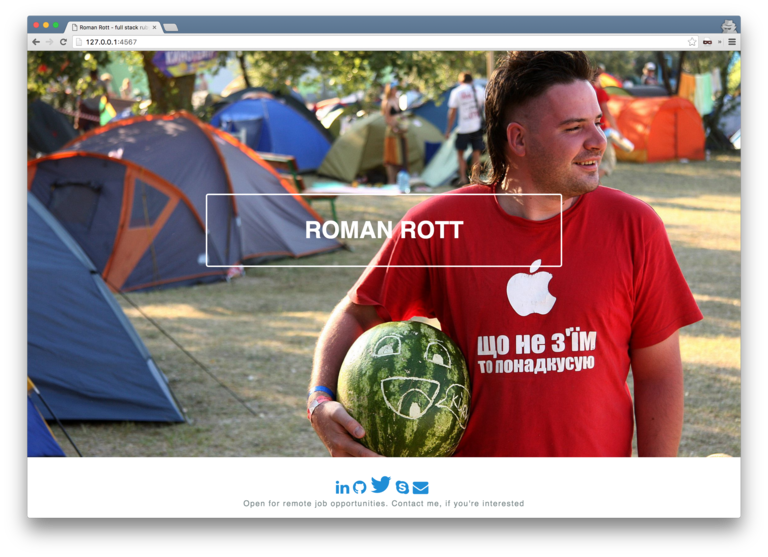 Roman Rott - full stack rub
127.0.0.1:4567
ROMAN ROTT
що не з'їм
то понадкусую
Open for remote job opportunities. Contact me, if you're interested